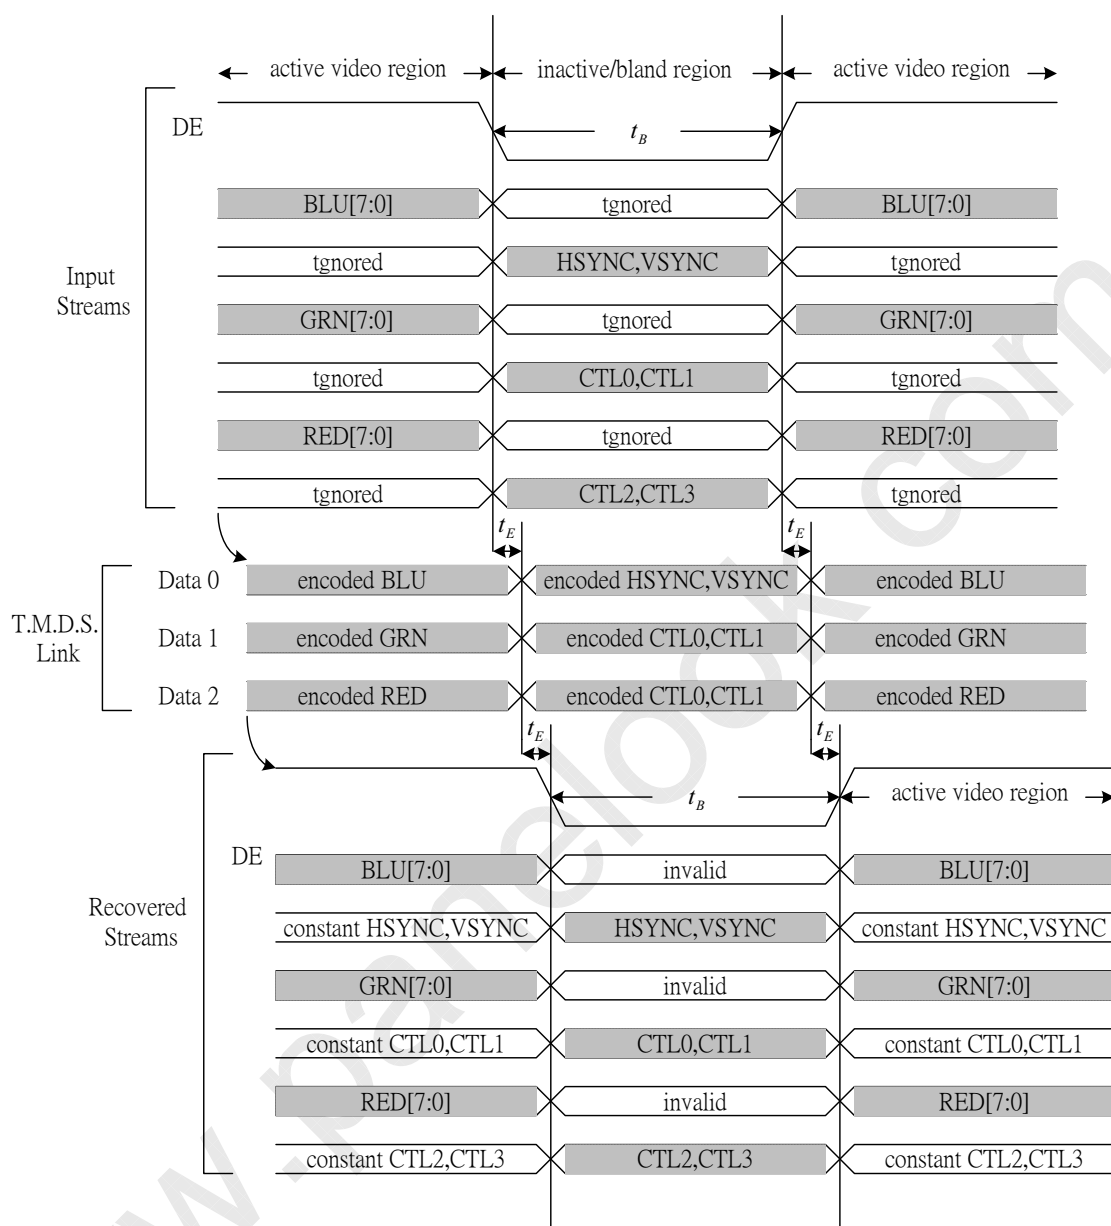 active video region inactive/bland region active video region
DE t_B
BLU[7:0] tgnored BLU[7:0]
tgnored HSYNC,VSYNC tgnored
Input
Streams
GRN[7:0] tgnored GRN[7:0]
tgnored CTL0,CTL1 tgnored
RED[7:0] tgnored RED[7:0]
tgnored CTL2,CTL3 tgnored
t_E t_E
Data 0 encoded BLU encoded HSYNC,VSYNC encoded BLU
T.M.D.S.
Link
Data 1 encoded GRN encoded CTL0,CTL1 encoded GRN
Data 2 encoded RED encoded CTL0,CTL1 encoded RED
t_E t_E
t_B active video region
DE
BLU[7:0] invalid BLU[7:0]
Recovered
Streams
constant HSYNC,VSYNC HSYNC,VSYNC constant HSYNC,VSYNC
GRN[7:0] invalid GRN[7:0]
constant CTL0,CTL1 CTL0,CTL1 constant CTL0,CTL1
RED[7:0] invalid RED[7:0]
constant CTL2,CTL3 CTL2,CTL3 constant CTL2,CTL3
w.panelook.com